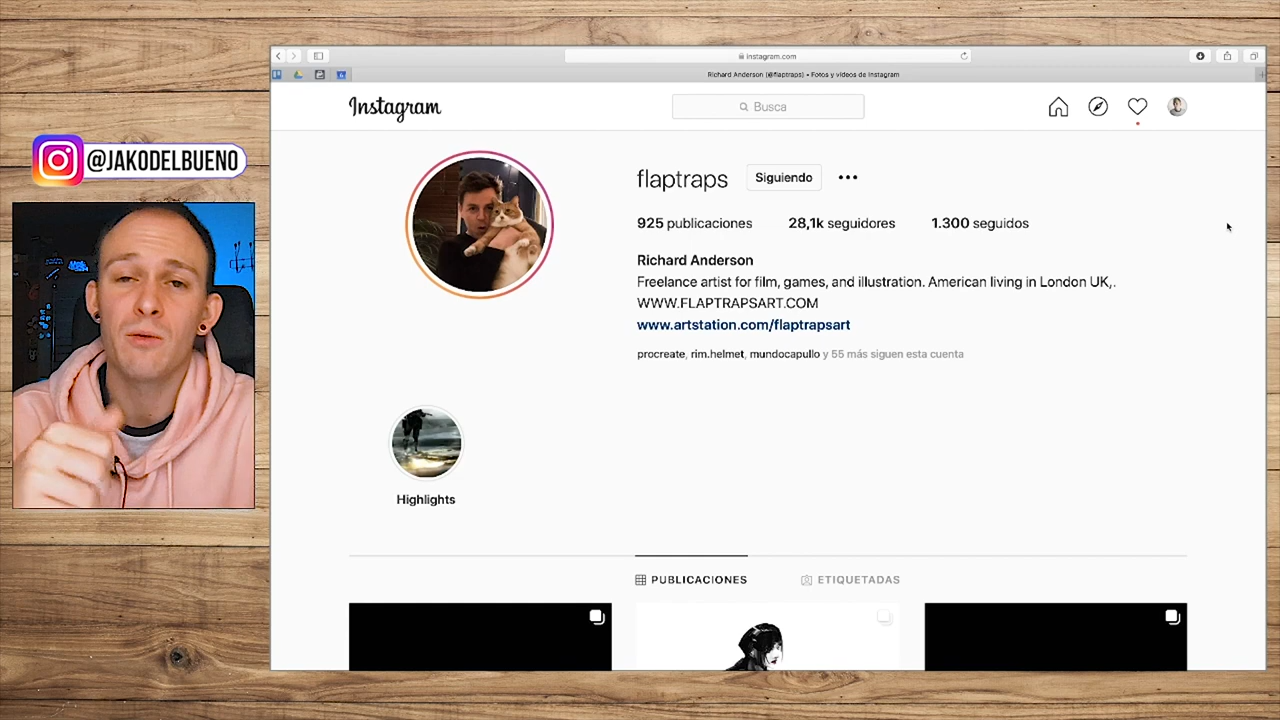 instagram.com
Richard Anderson (@flaptraps) • Fotos y videos de Instagram
Instagram
Busca
@JAKODELBUENO
flaptraps
Siguiendo
925 publicaciones
28,1k seguidores
1.300 seguidos
Richard Anderson
Freelance artist for film, games, and illustration. American living in London UK,.
WWW.FLAPTRAPSART.COM
www.artstation.com/flaptrapsart
procreate, rim.helmet, mundocapullo y 55 más siguen esta cuenta
Highlights
PUBLICACIONES
ETIQUETADAS